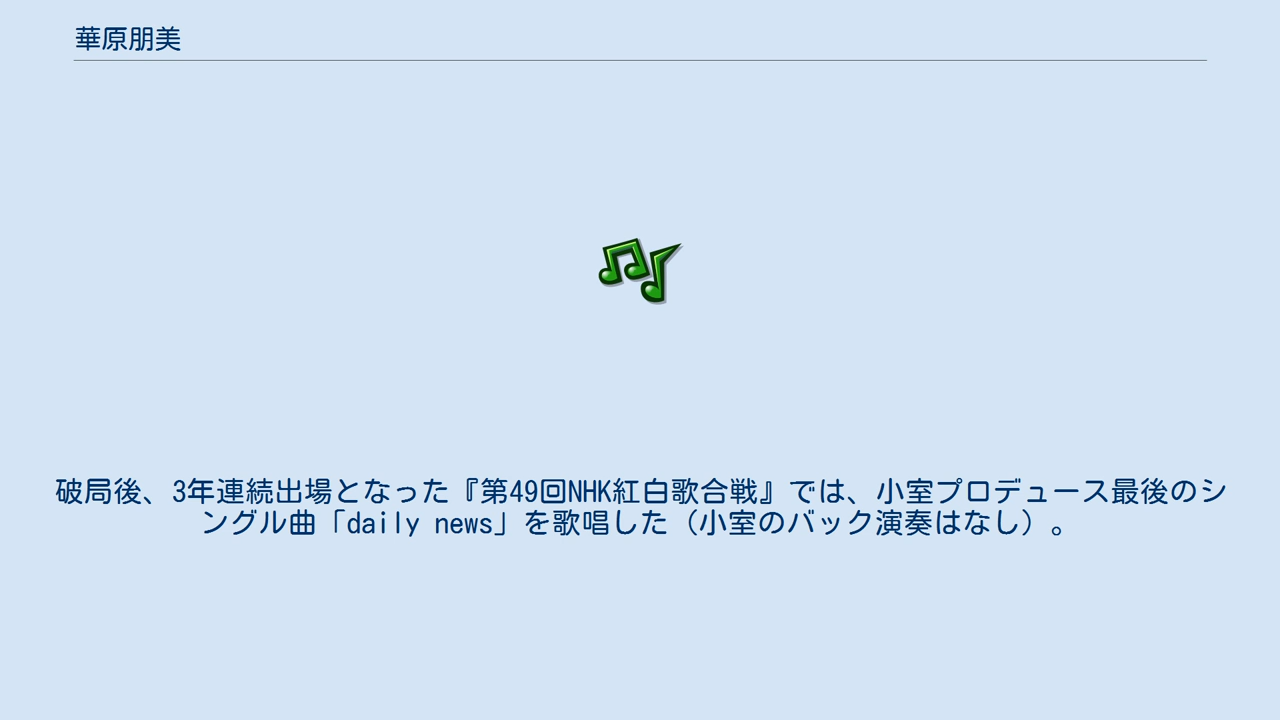 華原朋美
破局後、3年連続出場となった『第49回NHK紅白歌合戦』では、小室プロデュース最後のシ
ングル曲「daily news」を歌唱した（小室のバック演奏はなし）。